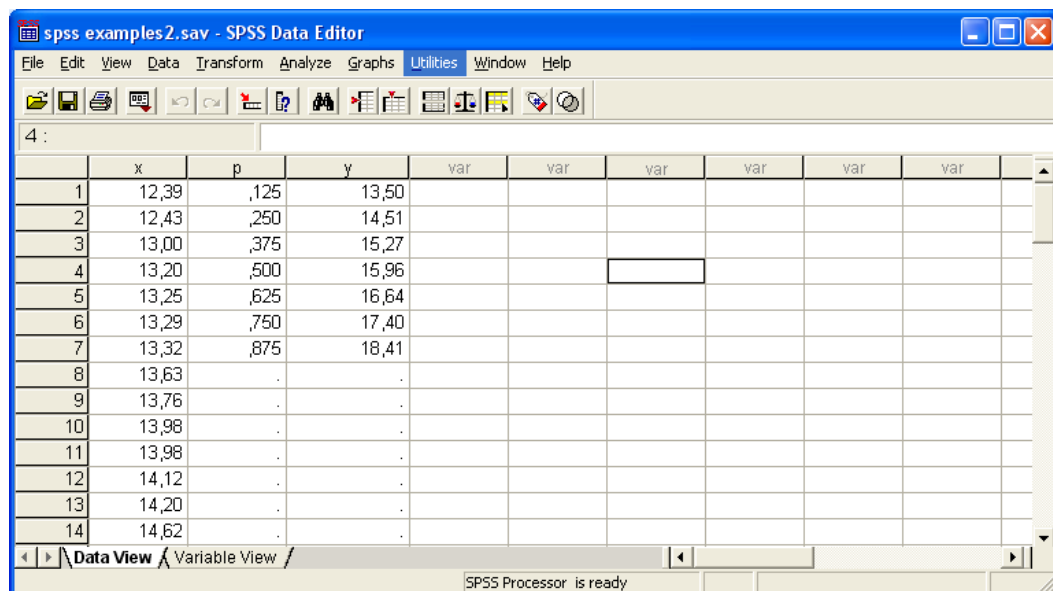 spss examples2.sav - SPSS Data Editor
File Edit View Data Transform Analyze Graphs Utilities Window Help
4 :
x p y var var var var var var
1 12,39 ,125 13,50
2 12,43 ,250 14,51
3 13,00 ,375 15,27
4 13,20 ,500 15,96
5 13,25 ,625 16,64
6 13,29 ,750 17,40
7 13,32 ,875 18,41
8 13,63 . .
9 13,76 . .
10 13,98 . .
11 13,98 . .
12 14,12 . .
13 14,20 . .
14 14,62 . .
Data View Variable View
SPSS Processor is ready